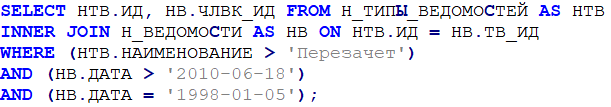 SELECT НТВ.ИД, НВ.ЧЛВК_ИД FROM Н_ТИПЫ_ВЕДОМОСТЕЙ AS НТВ
INNER JOIN Н_ВЕДОМОСТИ AS НВ ON НТВ.ИД = НВ.ТВ_ИД
WHERE (НТВ.НАИМЕНОВАНИЕ > 'Перезачет')
AND (НВ.ДАТА > '2010-06-18')
AND (НВ.ДАТА = '1998-01-05');